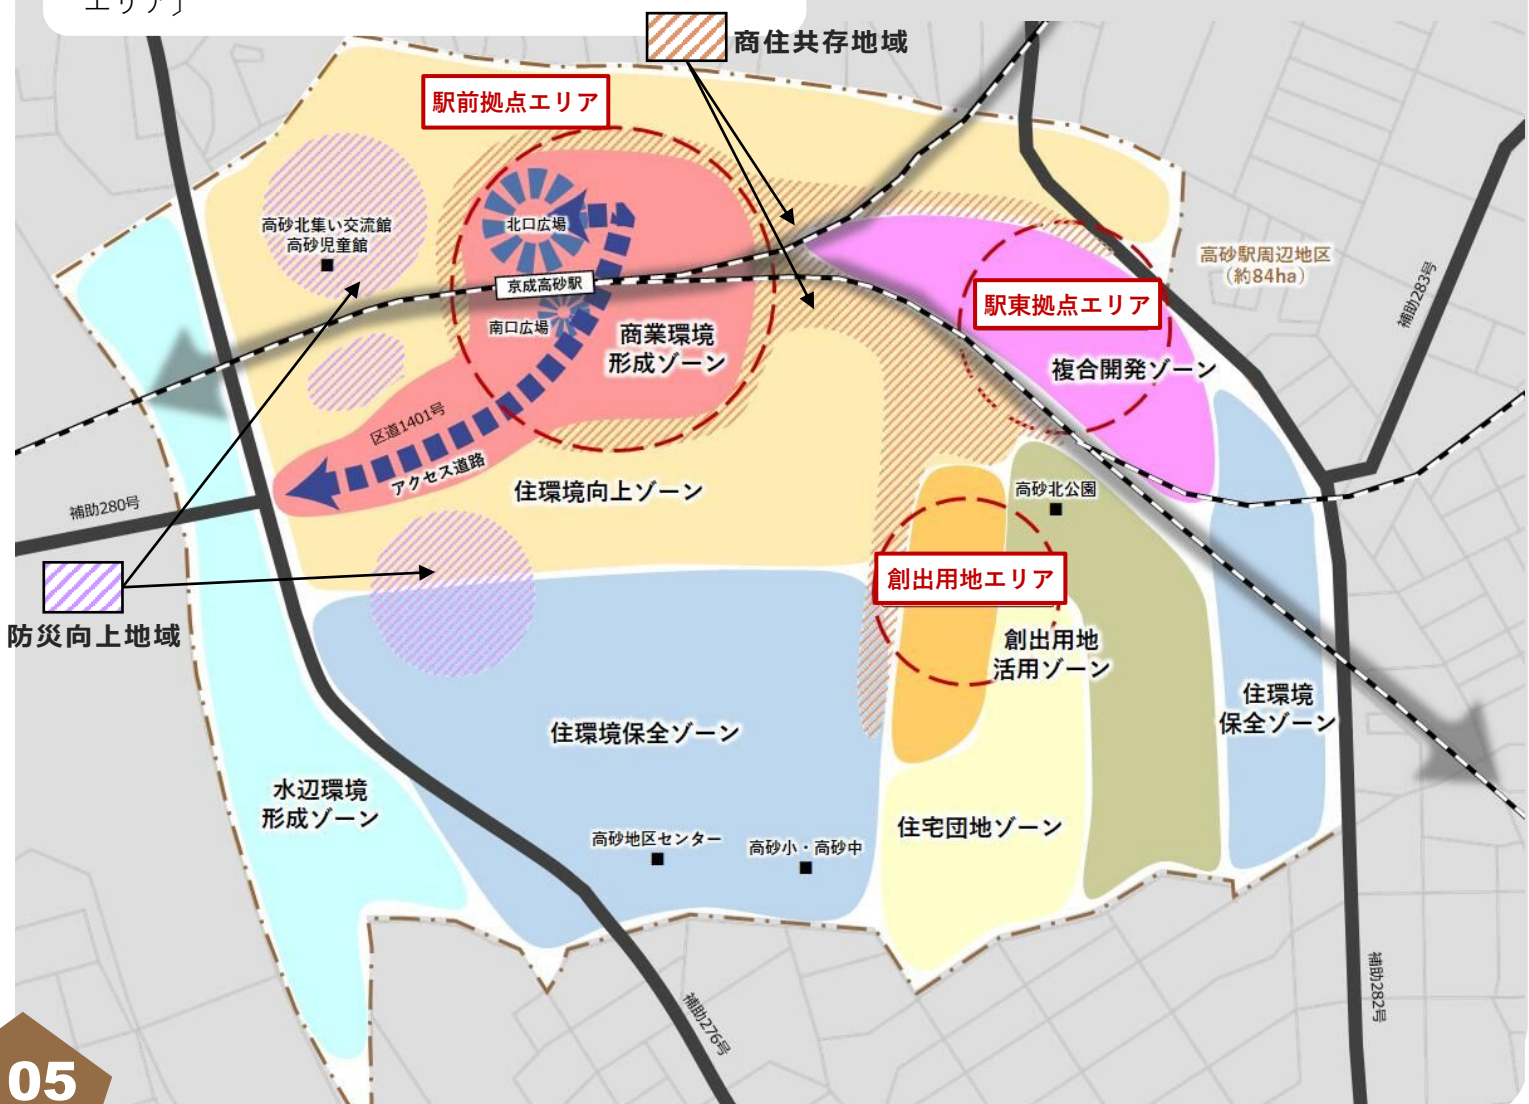 エリア〕
商住共存地域
駅前拠点エリア
高砂北集い交流館
高砂児童館
北口広場
高砂駅周辺地区
（約84ha）
京成高砂駅
補助283号
駅東拠点エリア
南口広場
商業環境
形成ゾーン
複合開発ゾーン
区道1401号
アクセス道路
住環境向上ゾーン
高砂北公園
補助280号
創出用地エリア
防災向上地域
創出用地
活用ゾーン
住環境
保全ゾーン
住環境保全ゾーン
水辺環境
形成ゾーン
住宅団地ゾーン
高砂地区センター
高砂小・高砂中
補助282号
補助276号
05